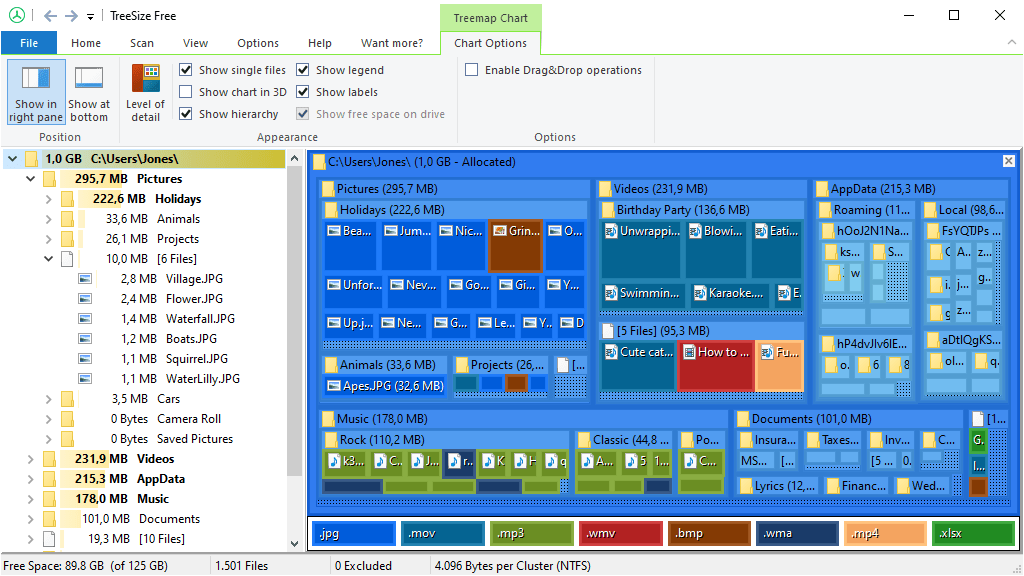 TreeSize Free
Treemap Chart
File Home Scan View Options Help Want more? Chart Options
Show in right pane
Show at bottom
Level of detail
Show single files
Show legend
Enable Drag&Drop operations
Show chart in 3D
Show labels
Show hierarchy
Show free space on drive
Position
Appearance
Options
1,0 GB C:\Users\Jones\
295,7 MB Pictures
222,6 MB Holidays
33,6 MB Animals
26,1 MB Projects
10,0 MB [6 Files]
2,8 MB Village.JPG
2,4 MB Flower.JPG
1,4 MB Waterfall.JPG
1,2 MB Boats.JPG
1,1 MB Squirrel.JPG
1,1 MB WaterLilly.JPG
3,5 MB Cars
0 Bytes Camera Roll
0 Bytes Saved Pictures
231,9 MB Videos
215,3 MB AppData
178,0 MB Music
101,0 MB Documents
19,3 MB [10 Files]
C:\Users\Jones\ (1,0 GB - Allocated)
Pictures (295,7 MB)
Holidays (222,6 MB)
Bea... Jum... Nic... Grin... O...
Unfor... Nev... Go... Gi... Y...
Up.j... Ne... G... Le... Y... D
Animals (33,6 MB)
Apes.JPG (32,6 MB)
Projects (26,...
[...
Videos (231,9 MB)
Birthday Party (136,6 MB)
Unwrappi... Blowi... Eati...
Swimmin... Karaoke.... E
[5 Files] (95,3 MB)
Cute cat... How to ... Fu...
AppData (215,3 MB)
Roaming (11...
hOoJ2N1Na...
ks... S...
w
hP4dvJlv6IE...
o. 6 8
Local (98,6...
FsYQTJPs ...
C A. z...
i. j... g..
g z...
aDtIQgKS...
ol... q.
Music (178,0 MB)
Rock (110,2 MB)
k3... C.. J... r.. K F q
Classic (44,8 ...
A... 5 1...
Po...
C...
Documents (101,0 MB)
Insura... Taxes... Inv... C...
MS... [... [5 ... 0.
Lyrics (12,... Financ... Wed...
[1...
G.
I...
.jpg .mov .mp3 .wmv .bmp .wma .mp4 .xlsx
Free Space: 89.8 GB (of 125 GB) 1.501 Files 0 Excluded 4.096 Bytes per Cluster (NTFS)